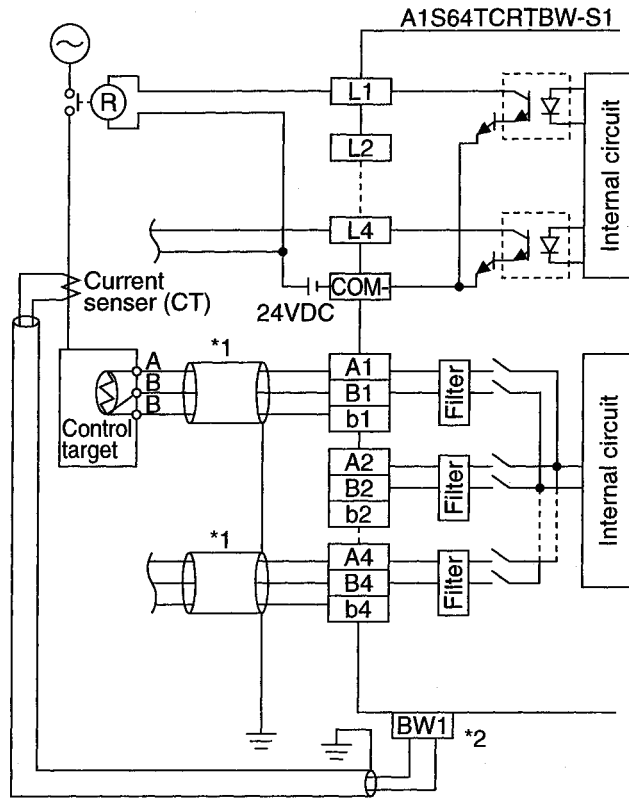 A1S64TCRTBW-S1
R
L1
L2
L4
COM-
24VDC
Internal circuit
Current
senser (CT)
*1
A
B
B
Control
target
A1
B1
b1
Filter
A2
B2
b2
Filter
Internal circuit
*1
A4
B4
b4
Filter
BW1
*2